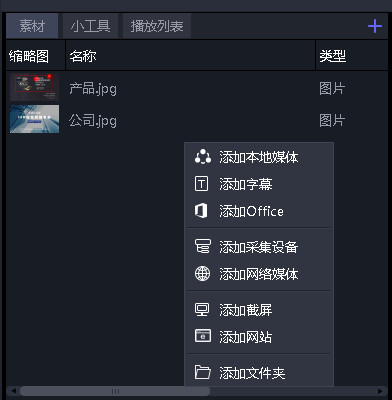 素材 小工具 播放列表
缩略图 名称 类型
产品.jpg 图片
公司.jpg 图片
添加本地媒体
添加字幕
添加Office
添加采集设备
添加网络媒体
添加截屏
添加网站
添加文件夹